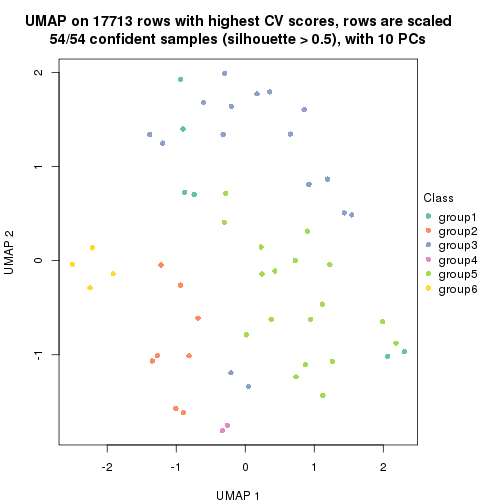 UMAP on 17713 rows with highest CV scores, rows are scaled
54/54 confident samples (silhouette > 0.5), with 10 PCs
2
1
0
-1
UMAP 2
-2
-1
0
1
2
UMAP 1
Class
group1
group2
group3
group4
group5
group6